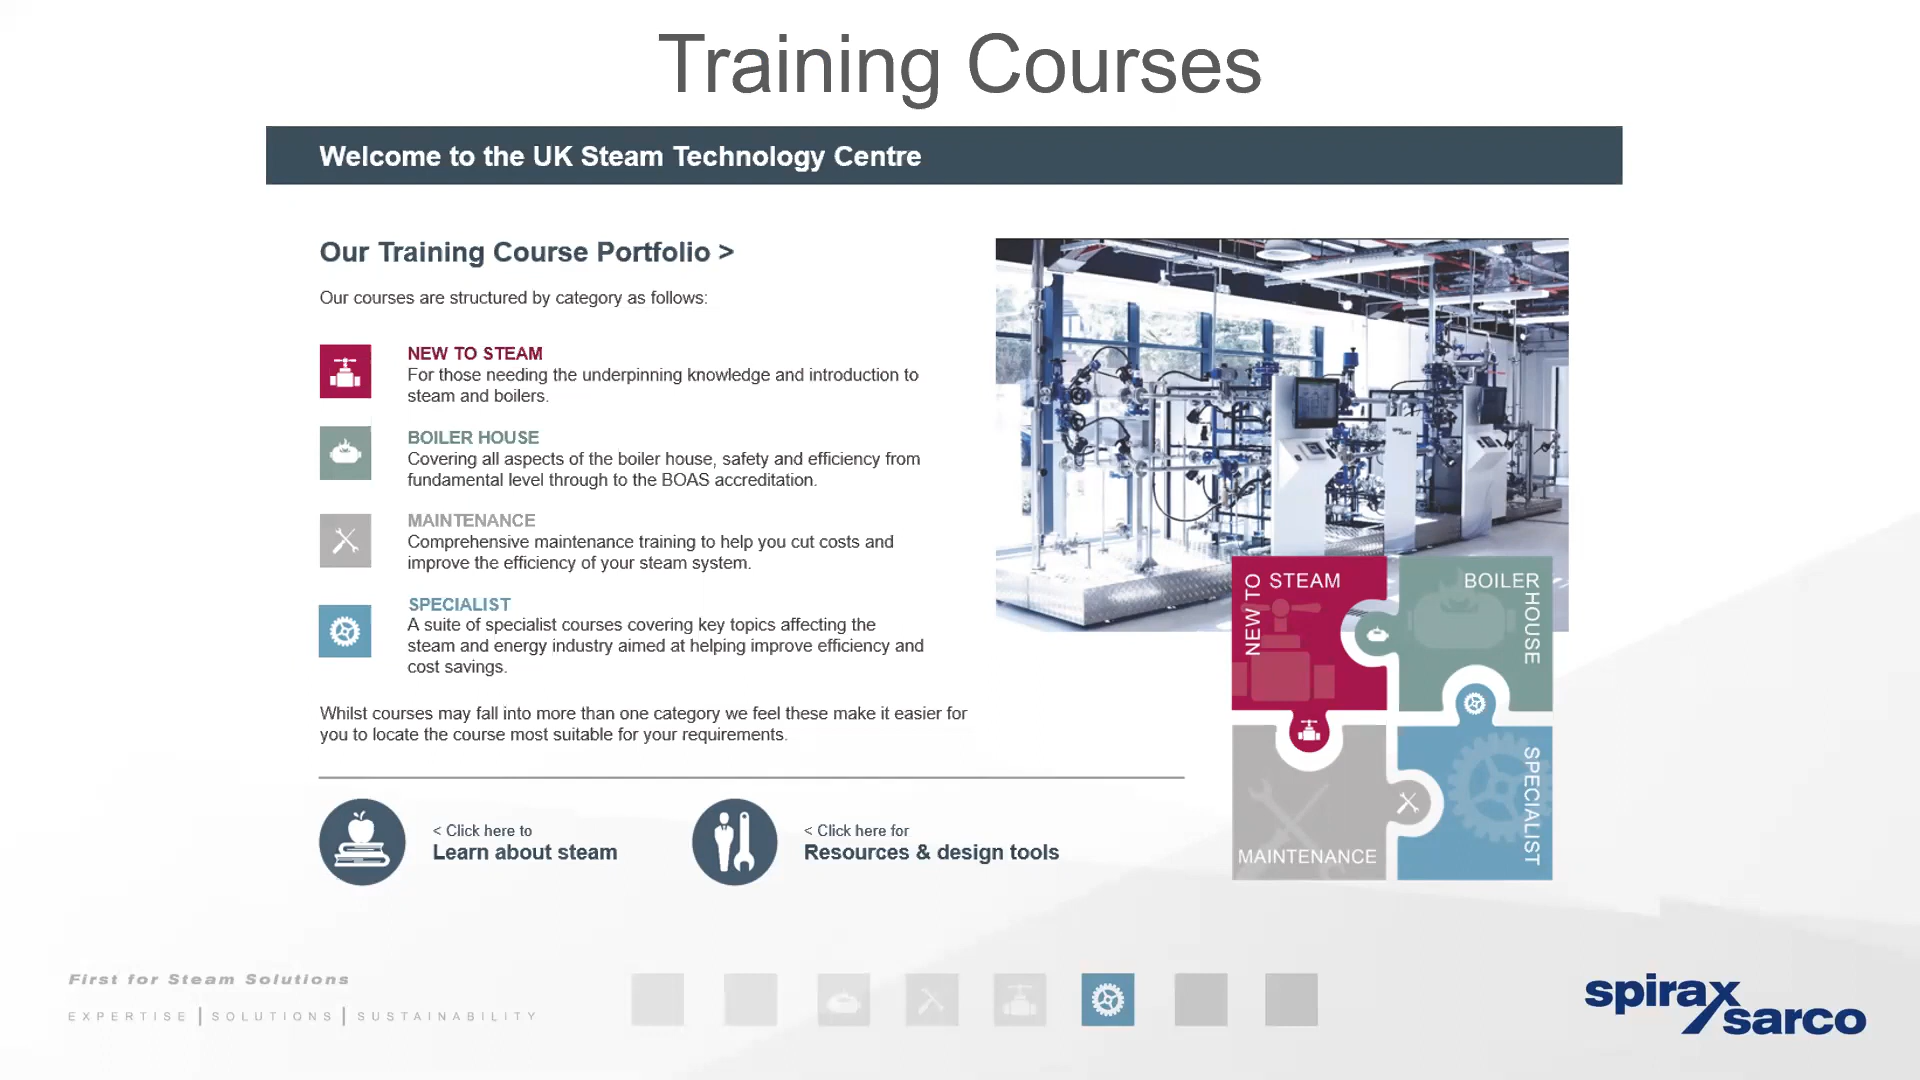 Training Courses
Welcome to the UK Steam Technology Centre
Our Training Course Portfolio >
Our courses are structured by category as follows:
NEW TO STEAM
For those needing the underpinning knowledge and introduction to
steam and boilers.
BOILER HOUSE
Covering all aspects of the boiler house, safety and efficiency from
fundamental level through to the BOAS accreditation.
MAINTENANCE
Comprehensive maintenance training to help you cut costs and
improve the efficiency of your steam system.
SPECIALIST
A suite of specialist courses covering key topics affecting the
steam and energy industry aimed at helping improve efficiency and
cost savings.
Whilst courses may fall into more than one category we feel these make it easier for
you to locate the course most suitable for your requirements.
NEW TO STEAM
BOILER HOUSE
MAINTENANCE
SPECIALIST
< Click here to
Learn about steam
< Click here for
Resources & design tools
First for Steam Solutions
EXPERTISE | SOLUTIONS | SUSTAINABILITY
spirax
sarco